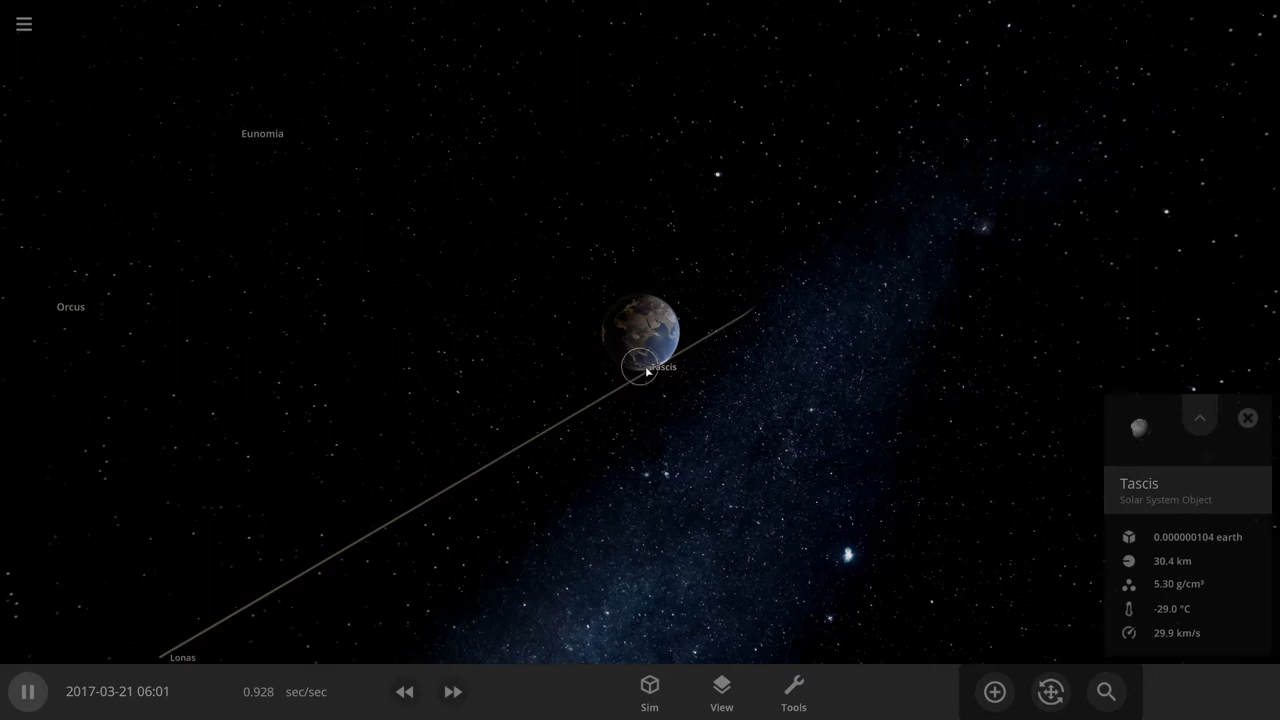 Eunomia
Orcus
Tascis
Lonas
Tascis
Solar System Object
0.000000104 earth
30.4 km
5.30 g/cm³
-29.0 °C
29.9 km/s
2017-03-21 06:01
0.928 sec/sec
Sim
View
Tools